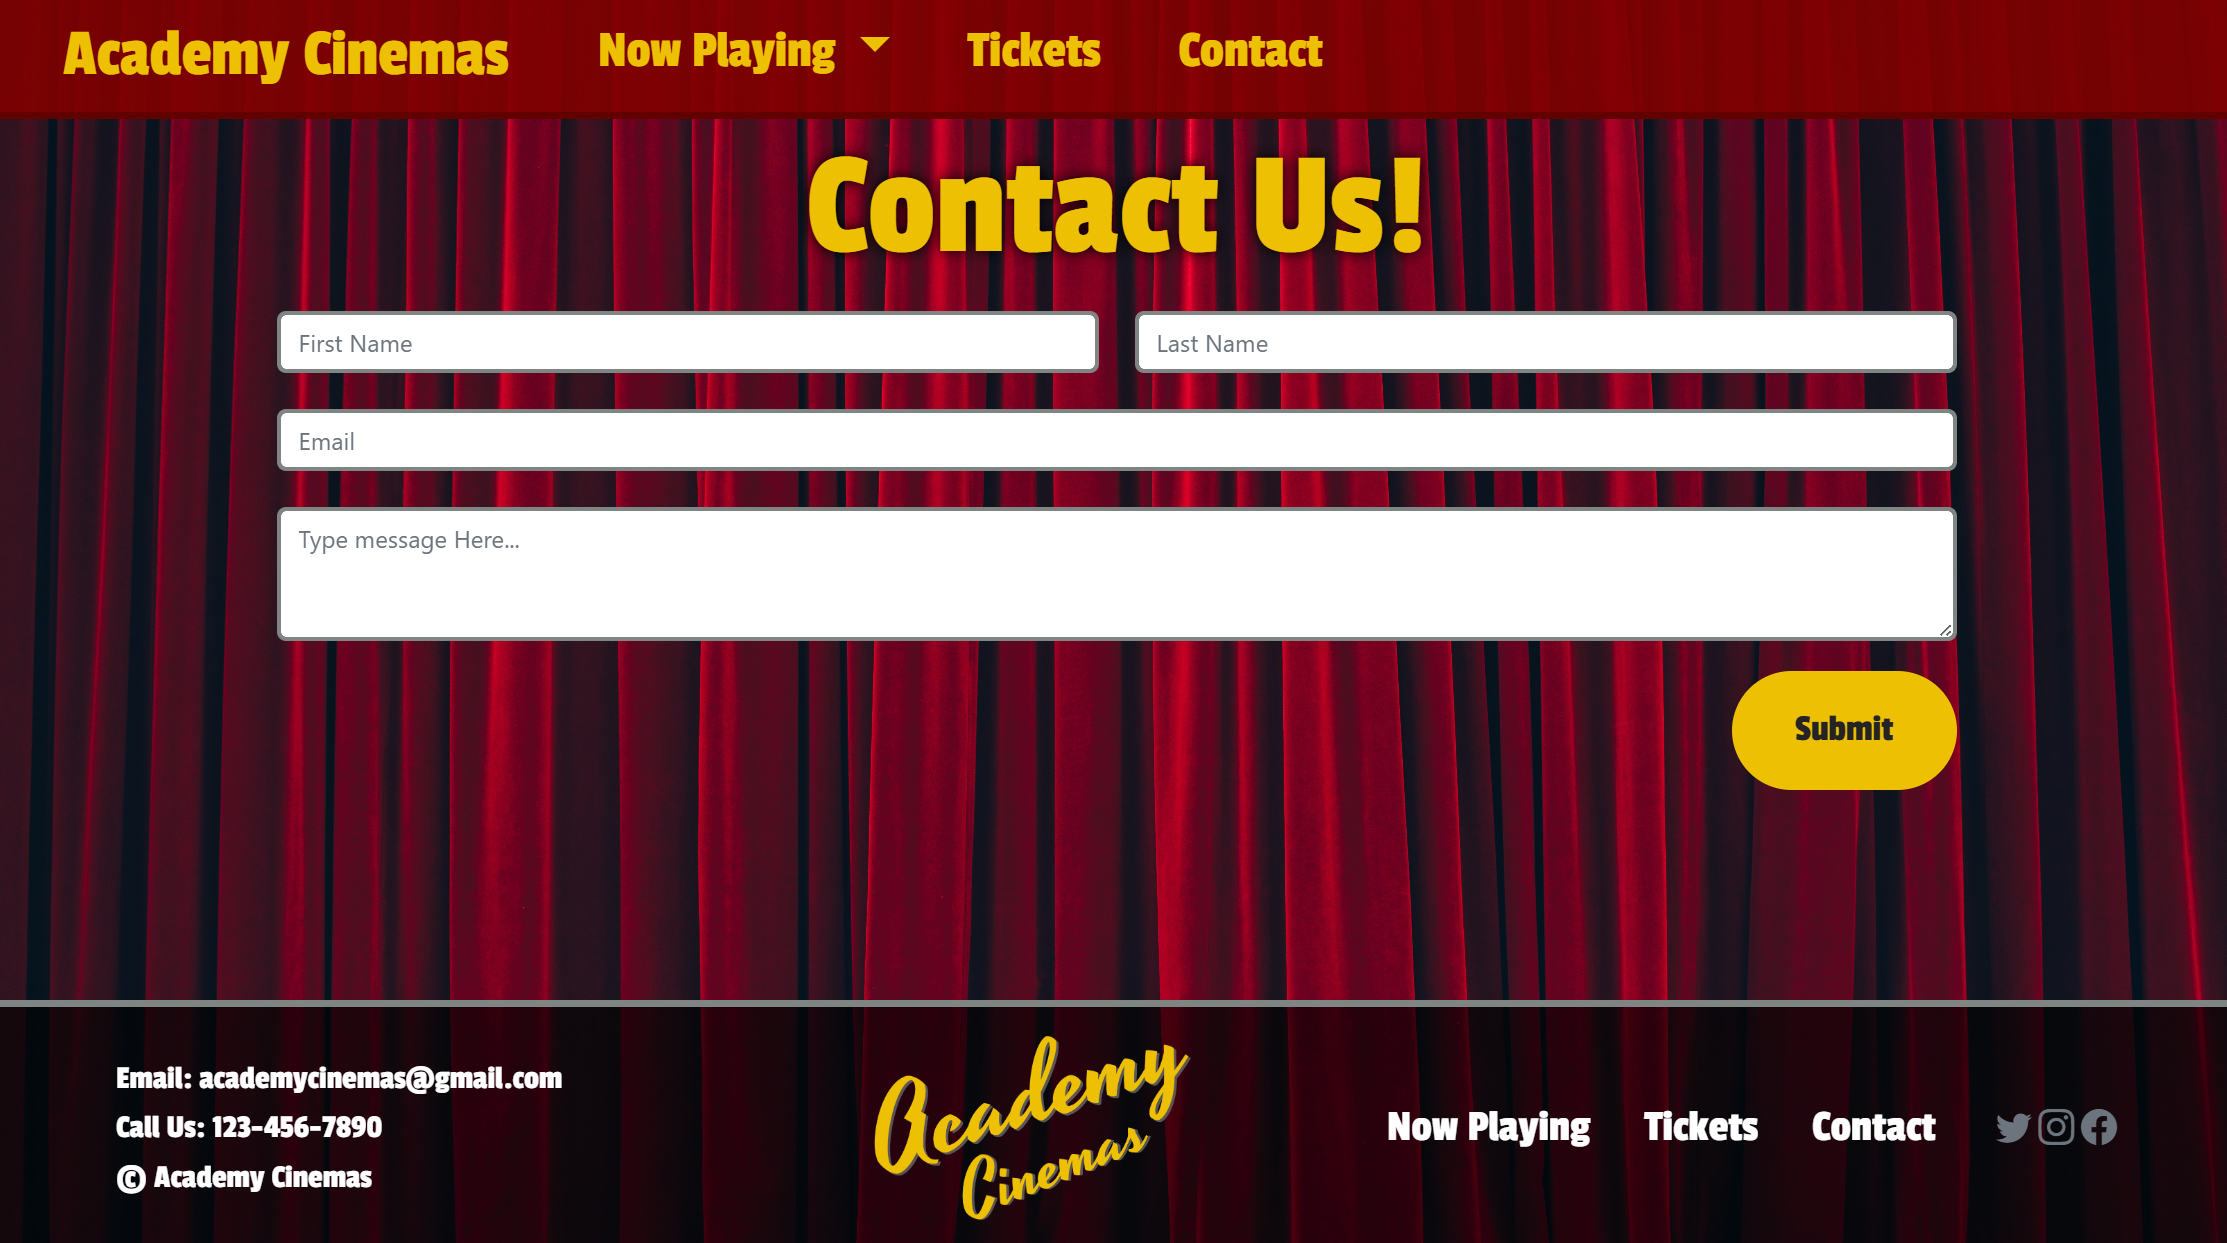 Academy Cinemas Now Playing Tickets Contact
Contact Us!
First Name Last Name
Email
Type message Here...
Submit
Email: academycinemas@gmail.com
Call Us: 123-456-7890
© Academy Cinemas
Academy
Cinemas
Now Playing Tickets Contact